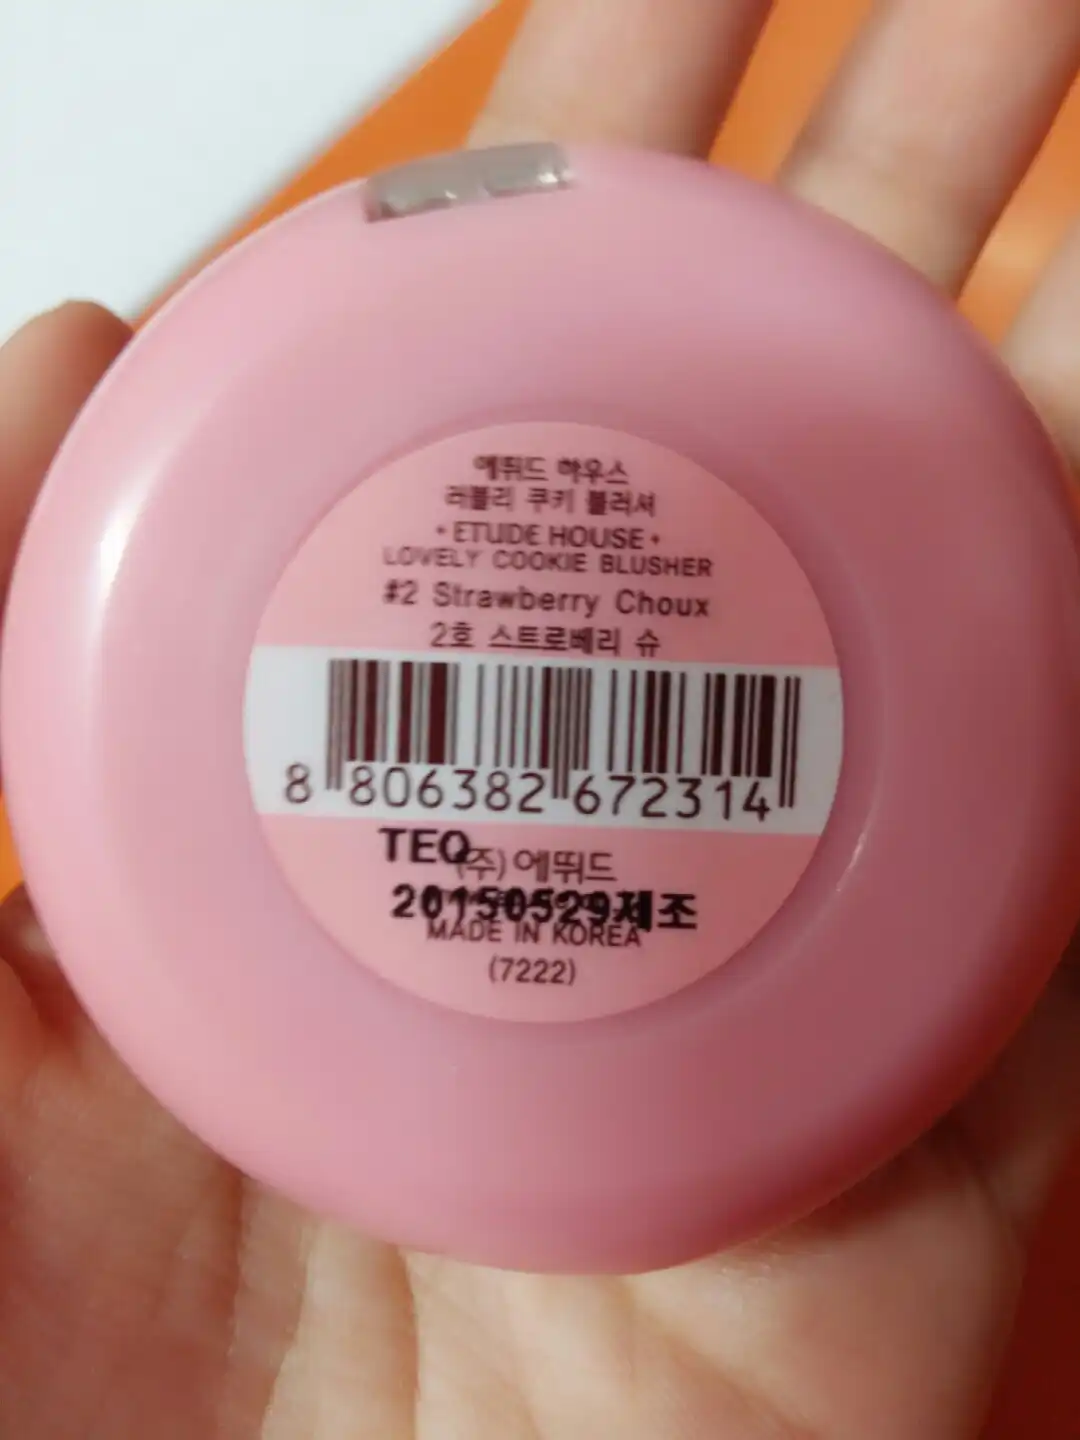 에뛰드 하우스
러블리 쿠키 블러셔
• ETUDE HOUSE •
LOVELY COOKIE BLUSHER
#2 Strawberry Choux
2호 스트로베리 슈
8 806382 672314
TEO
(주)에뛰드
20150529제조
MADE IN KOREA
(7222)